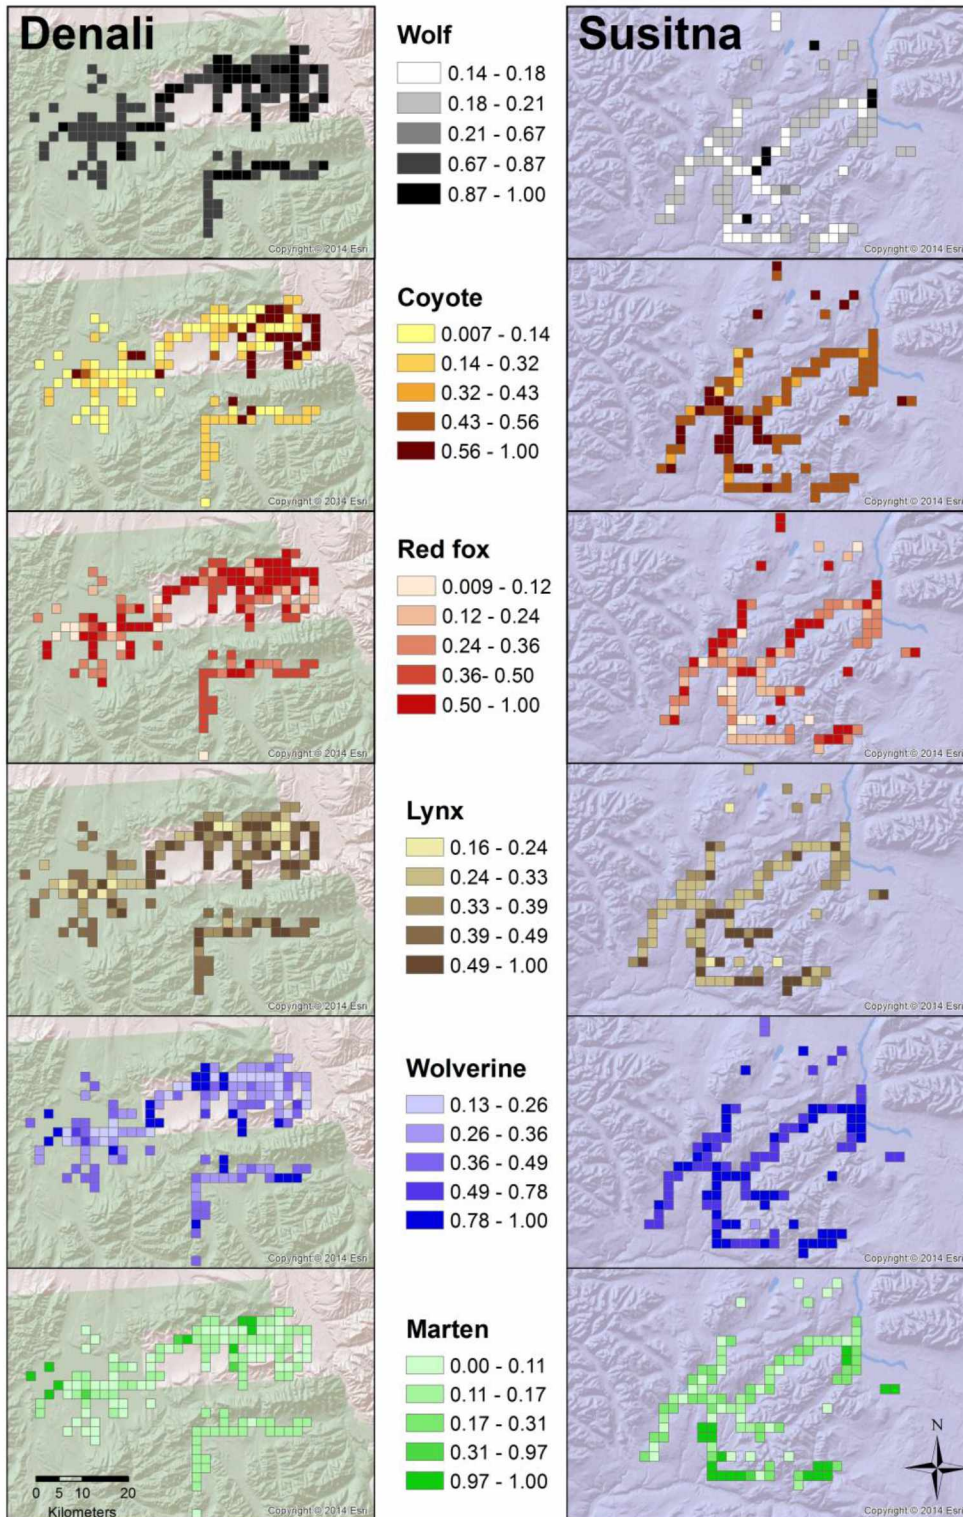 Denali
Wolf
0.14 - 0.18
0.18 - 0.21
0.21 - 0.67
0.67 - 0.87
0.87 - 1.00
Susitna
Copyright © 2014 Esri
Copyright © 2014 Esri
Coyote
0.007 - 0.14
0.14 - 0.32
0.32 - 0.43
0.43 - 0.56
0.56 - 1.00
Copyright © 2014 Esri
Copyright © 2014 Esri
Red fox
0.009 - 0.12
0.12 - 0.24
0.24 - 0.36
0.36- 0.50
0.50 - 1.00
Copyright © 2014 Esri
Copyright © 2014 Esri
Lynx
0.16 - 0.24
0.24 - 0.33
0.33 - 0.39
0.39 - 0.49
0.49 - 1.00
Copyright © 2014 Esri
Copyright © 2014 Esri
Wolverine
0.13 - 0.26
0.26 - 0.36
0.36 - 0.49
0.49 - 0.78
0.78 - 1.00
Copyright © 2014 Esri
Copyright © 2014 Esri
Marten
0.00 - 0.11
0.11 - 0.17
0.17 - 0.31
0.31 - 0.97
0.97 - 1.00
0 5 10 20
Kilometers
Copyright © 2014 Esri
N
Copyright © 2014 Esri